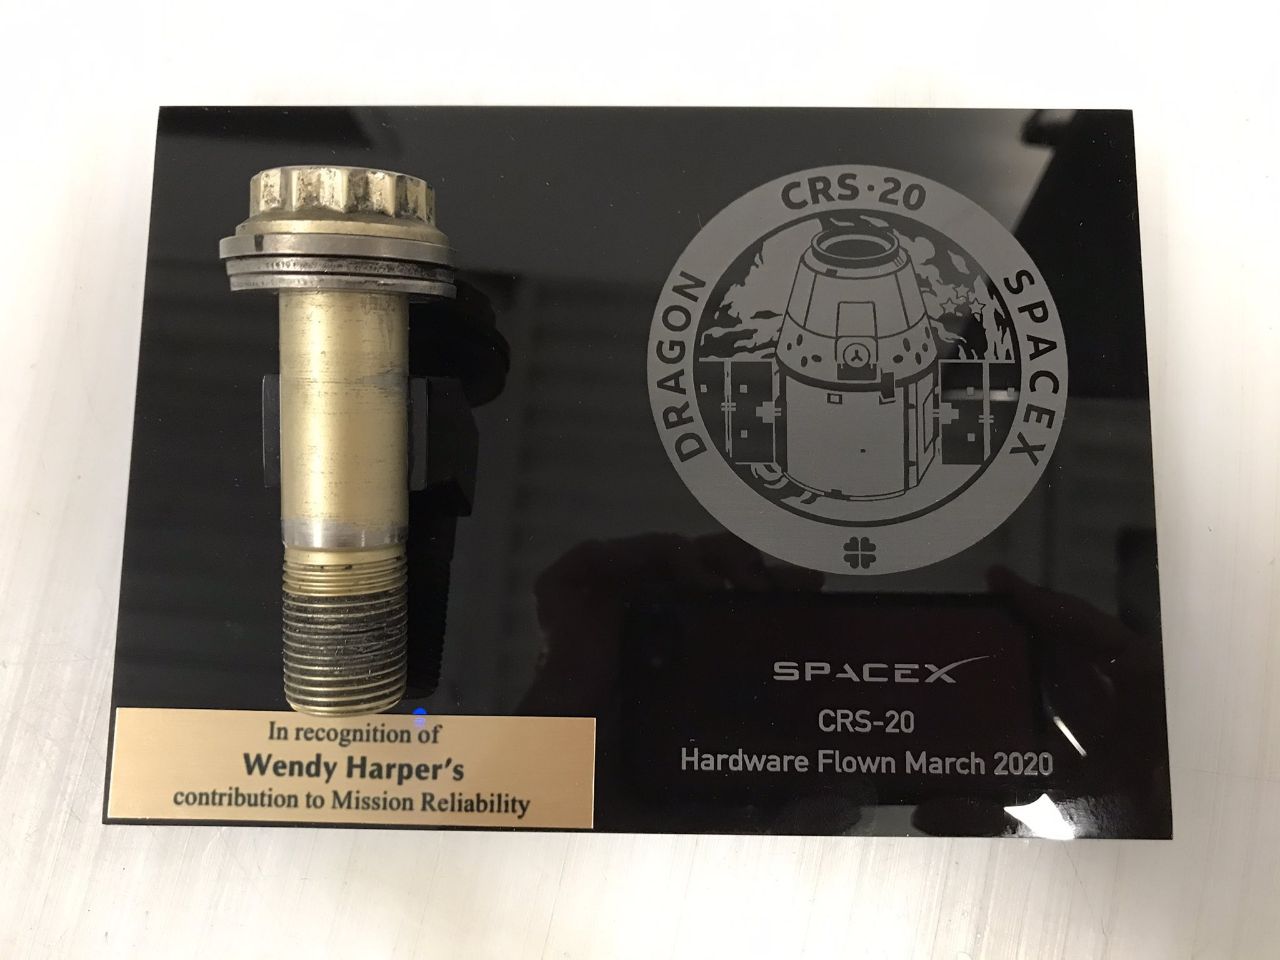 CRS·20
DRAGON
SPACEX
SPACEX
CRS-20
Hardware Flown March 2020
In recognition of
Wendy Harper's
contribution to Mission Reliability